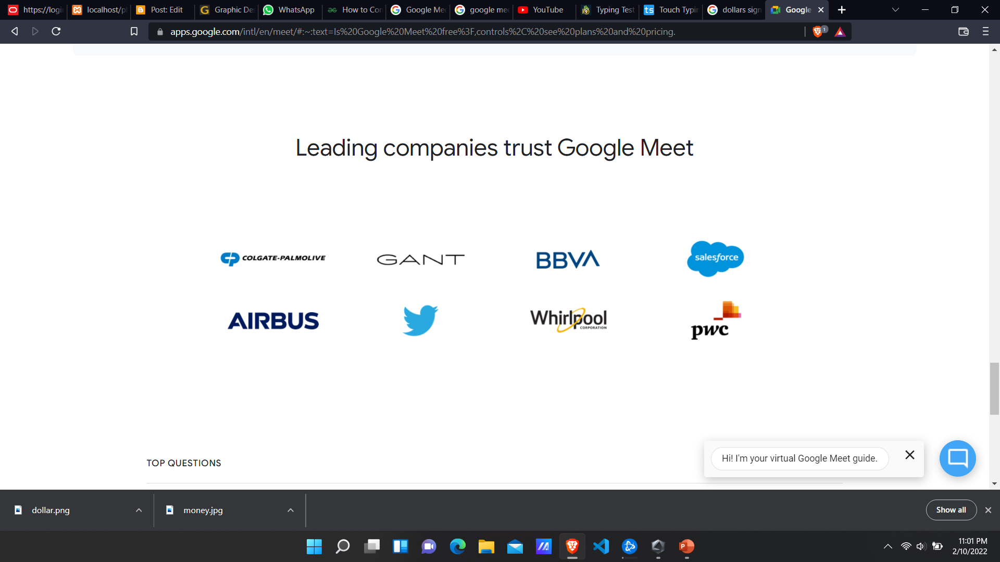 https://logi
localhost/p
Post: Edit
Graphic De
WhatsApp
How to Con
Google Mee
google mee
YouTube
Typing Test
Touch Typin
dollars sign
Google
apps.google.com/intl/en/meet/#:~:text=Is%20Google%20Meet%20free%3F,controls%2C%20see%20plans%20and%20pricing.
1
Leading companies trust Google Meet
COLGATE-PALMOLIVE
GANT
BBVA
salesforce
AIRBUS
Whirlpool
CORPORATION
pwc
TOP QUESTIONS
Hi! I'm your virtual Google Meet guide.
dollar.png
money.jpg
Show all
11:01 PM
2/10/2022